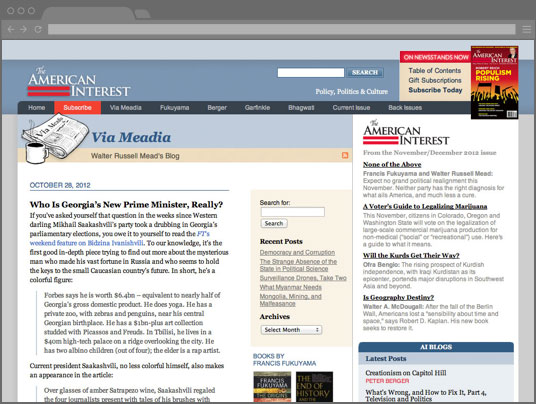 The
AMERICAN
INTEREST
SEARCH
Policy, Politics & Culture
ON NEWSSTANDS NOW
Table of Contents
Gift Subscriptions
Subscribe Today
AMERICAN INTEREST
POPULISM
RISING
Home Subscribe Via Meadia Fukuyama Berger Garfinkle Bhagwati Current Issue Back Issues
Via Meadia
Walter Russell Mead's Blog
OCTOBER 28, 2012
Who Is Georgia's New Prime Minister, Really?
If you've asked yourself that question in the weeks since Western
darling Mikhail Saakashvili's party took a drubbing in Georgia's
parliamentary elections, you owe it to yourself to read the FT's
weekend feature on Bidzina Ivanishvili. To our knowledge, it's the
first good in-depth piece trying to find out more about the mysterious
man who made his vast fortune in Russia and who seems to hold
the keys to the small Caucasian country's future. In short, he's a
colorful figure:
Forbes says he is worth $6.4bn – equivalent to nearly half of
Georgia's gross domestic product. He does yoga. He has a
private zoo, with zebras and penguins, near his central
Georgian birthplace. He has a $1bn-plus art collection
studded with Picassos and Freuds. In Tbilisi, he lives in a
$40m high-tech palace on a ridge overlooking the city. He
has two albino children (out of four); the elder is a rap artist.
Current president Saakashvili, no less colorful himself, also makes
an appearance in the article:
Over glasses of amber Satrapezo wine, Saakashvili regaled
the four journalists present with tales of his brushes with
Search for:
Search
Recent Posts
Democracy and Corruption
The Strange Absence of the
State in Political Science
Surveillance Drones, Take Two
What Myanmar Needs
Mongolia, Mining, and
Malfeasance
Archives
Select Month
BOOKS BY
FRANCIS FUKUYAMA
FRANCIS
FUKUYAMA
THE ORIGINS
THE END OF
HISTORY
AND
The
AMERICAN
INTEREST
From the November/December 2012 issue
None of the Above
Francis Fukuyama and Walter Russell Mead:
Expect no grand political realignment this
November. Neither party has the right diagnosis
for what ails America, and much less a cure.
A Voter's Guide to Legalizing Marijuana
This November, citizens in Colorado, Oregon and
Washington State will vote on the legalization of
large-scale commercial marijuana production for
non-medical ("social" or "recreational") use. Here's
a guide to what it means.
Will the Kurds Get Their Way?
Ofra Bengio: The rising prospect of Kurdish
independence, with Iraqi Kurdistan as its
epicenter, portends major disruptions in Southwest
Asia and beyond.
Is Geography Destiny?
Walter A. McDougall: After the fall of the Berlin
Wall, Americans lost a "sensibility about time and
space," says Robert D. Kaplan. His new book
seeks to restore it.
AI BLOGS
Latest Posts
Creationism on Capitol Hill
PETER BERGER
What's Wrong, and How to Fix It, Part 4,
Television and Politics